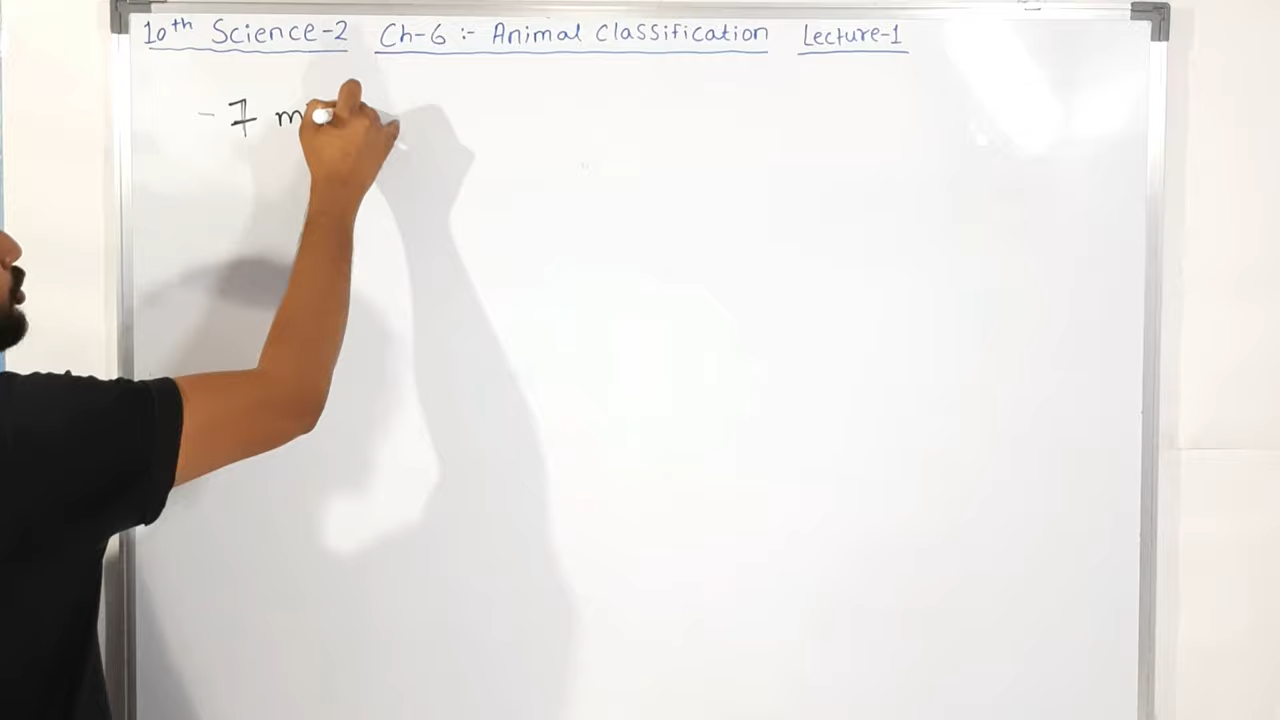 10th Science-2 Ch-6 :- Animal Classification Lecture-1
- 7 m